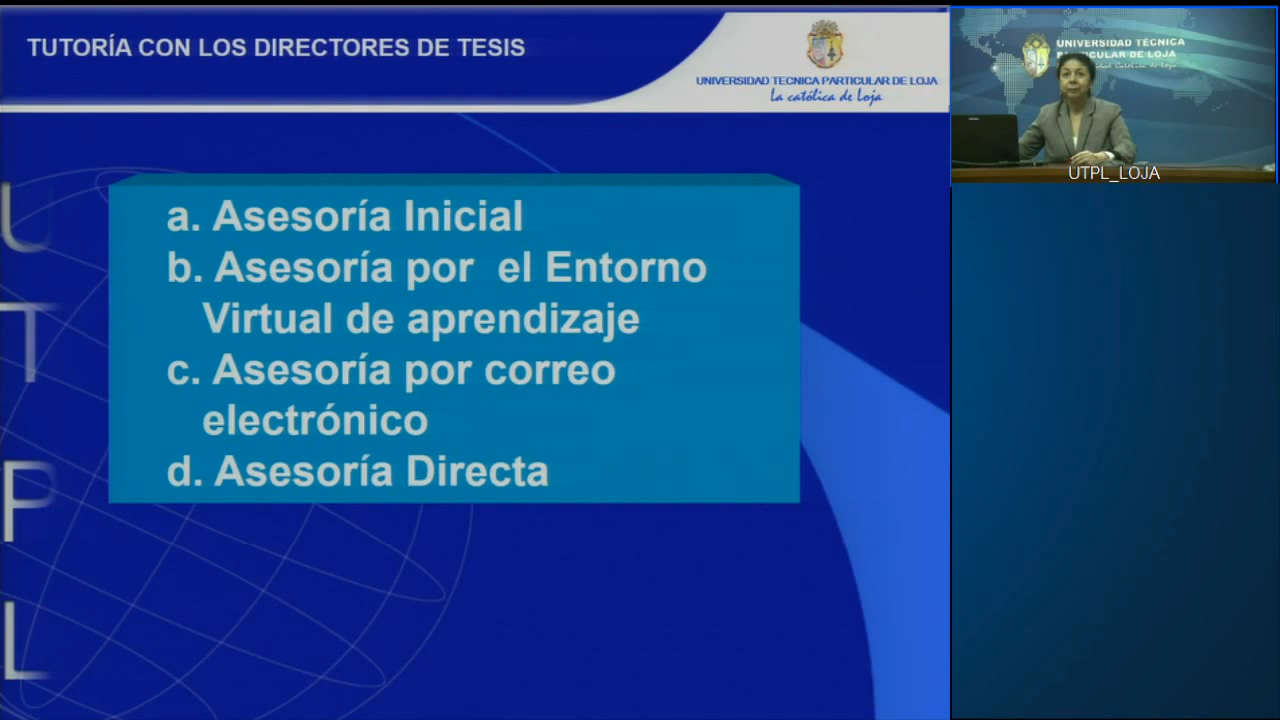 TUTORÍA CON LOS DIRECTORES DE TESIS
UNIVERSIDAD TECNICA PARTICULAR DE LOJA
La católica de Loja
a. Asesoría Inicial
b. Asesoría por el Entorno
Virtual de aprendizaje
c. Asesoría por correo
electrónico
d. Asesoría Directa
U
T
P
L
UNIVERSIDAD TÉCNICA
PARTICULAR DE LOJA
UTPL_LOJA